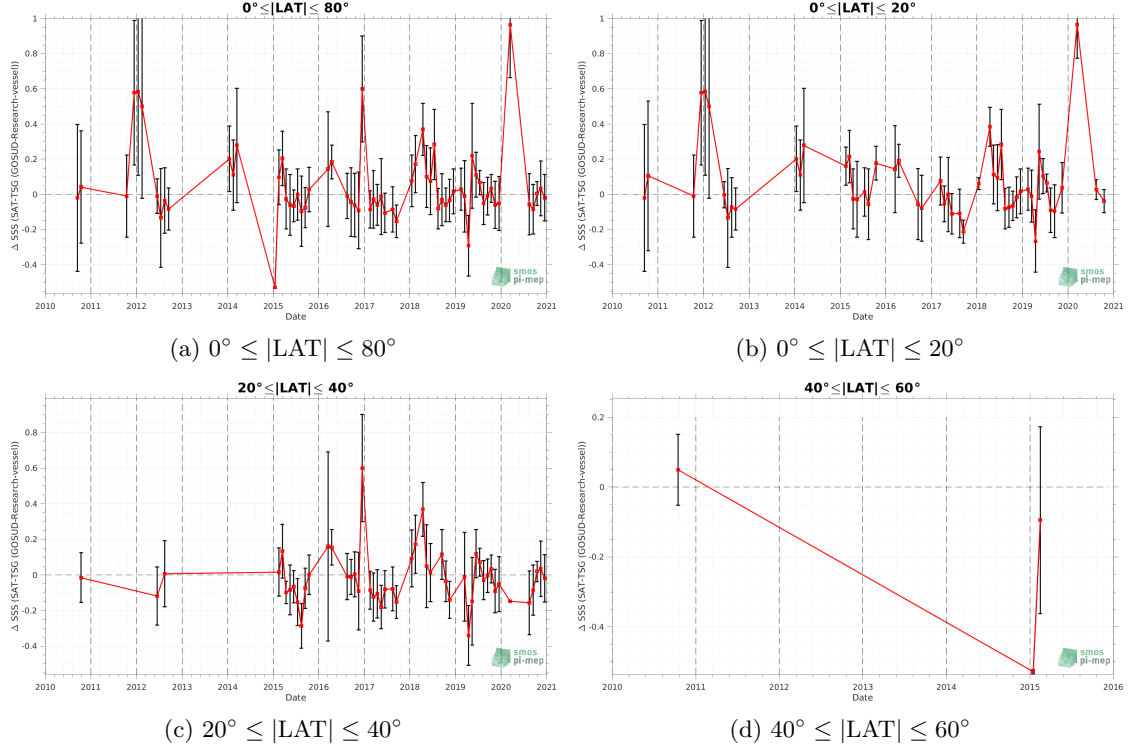 0°≤|LAT|≤ 80°
Δ SSS (SAT-TSG (GOSUD-Research-vessel))
1
0.8
0.6
0.4
0.2
0
-0.2
-0.4
2010 2011 2012 2013 2014 2015 2016 2017 2018 2019 2020 2021
Date
smos
pi-mep
(a) 0° ≤ |LAT| ≤ 80°
0°≤|LAT|≤ 20°
Δ SSS (SAT-TSG (GOSUD-Research-vessel))
1
0.8
0.6
0.4
0.2
0
-0.2
-0.4
2010 2011 2012 2013 2014 2015 2016 2017 2018 2019 2020 2021
Date
smos
pi-mep
(b) 0° ≤ |LAT| ≤ 20°
20°≤|LAT|≤ 40°
Δ SSS (SAT-TSG (GOSUD-Research-vessel))
0.8
0.6
0.4
0.2
0
-0.2
-0.4
2010 2011 2012 2013 2014 2015 2016 2017 2018 2019 2020 2021
Date
smos
pi-mep
(c) 20° ≤ |LAT| ≤ 40°
40°≤|LAT|≤ 60°
Δ SSS (SAT-TSG (GOSUD-Research-vessel))
0.2
0
-0.2
-0.4
2010 2011 2012 2013 2014 2015 2016
Date
smos
pi-mep
(d) 40° ≤ |LAT| ≤ 60°